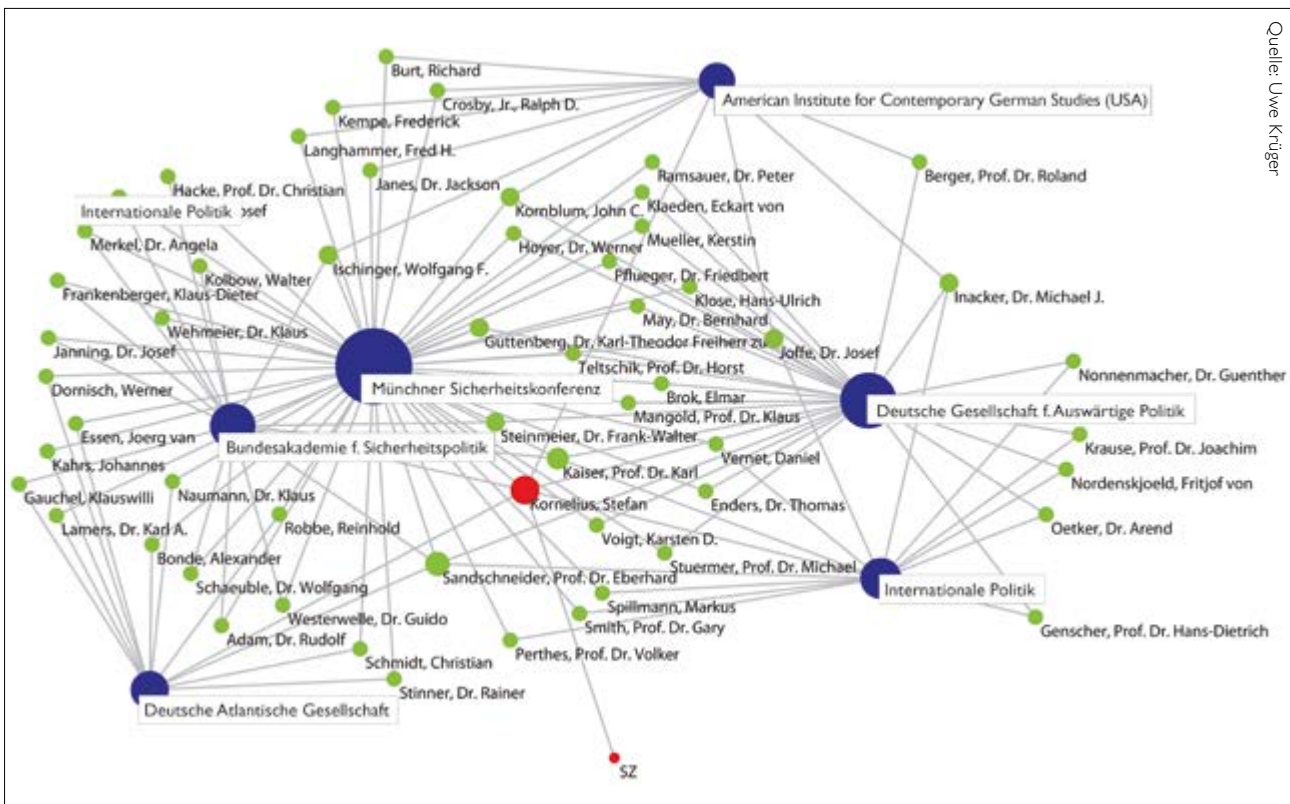 Quelle: Uwe Krüger
Burt, Richard
American Institute for Contemporary German Studies (USA)
Crosby, Jr., Ralph D.
Kempe, Frederick
Langhammer, Fred H.
Ramsauer, Dr. Peter
Berger, Prof. Dr. Roland
Janes, Dr. Jackson
Hacke, Prof. Dr. Christian
Internationale Politik
Kornblum, John C.
Klaeden, Eckart von
Merkel, Dr. Angela
Hoyer, Dr. Werner
Mueller, Kerstin
Ischinger, Wolfgang F.
Kolbow, Walter
Pflueger, Dr. Friedbert
Frankenberger, Klaus-Dieter
Klose, Hans-Ulrich
Inacker, Dr. Michael J.
May, Dr. Bernhard
Wehmeier, Dr. Klaus
Guttenberg, Dr. Karl-Theodor Freiherr zu
Joffe, Dr. Josef
Janning, Dr. Josef
Teltschik, Prof. Dr. Horst
Nonnenmacher, Dr. Guenther
Münchner Sicherheitskonferenz
Dornisch, Werner
Brok, Elmar
Deutsche Gesellschaft f. Auswärtige Politik
Mangold, Prof. Dr. Klaus
Essen, Joerg van
Bundesakademie f. Sicherheitspolitik
Steinmeier, Dr. Frank-Walter
Krause, Prof. Dr. Joachim
Vernet, Daniel
Kahrs, Johannes
Kaiser, Prof. Dr. Karl
Nordenskjoeld, Fritjof von
Gauchel, Klauswilli
Naumann, Dr. Klaus
Kornelius, Stefan
Enders, Dr. Thomas
Lamers, Dr. Karl A.
Robbe, Reinhold
Oetker, Dr. Arend
Voigt, Karsten D.
Bonde, Alexander
Stuermer, Prof. Dr. Michael
Sandschneider, Prof. Dr. Eberhard
Schaeuble, Dr. Wolfgang
Internationale Politik
Spillmann, Markus
Westerwelle, Dr. Guido
Smith, Prof. Dr. Gary
Genscher, Prof. Dr. Hans-Dietrich
Adam, Dr. Rudolf
Perthes, Prof. Dr. Volker
Schmidt, Christian
Stinner, Dr. Rainer
Deutsche Atlantische Gesellschaft
SZ